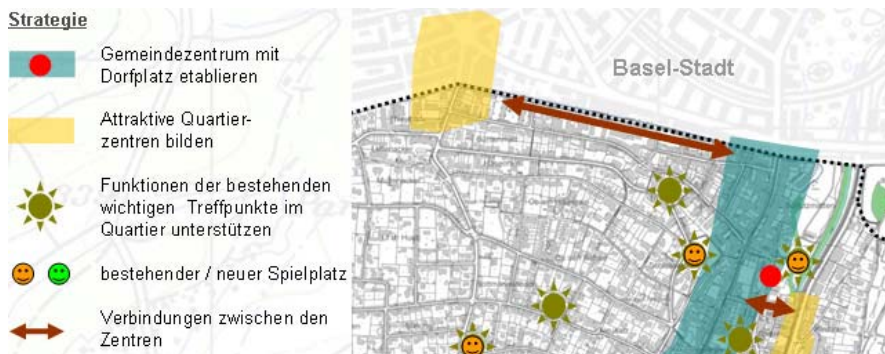 Strategie
Gemeindezentrum mit
Dorfplatz etablieren
Attraktive Quartier-
zentren bilden
Funktionen der bestehenden
wichtigen Treffpunkte im
Quartier unterstützen
bestehender / neuer Spielplatz
Verbindungen zwischen den
Zentren
Basel-Stadt